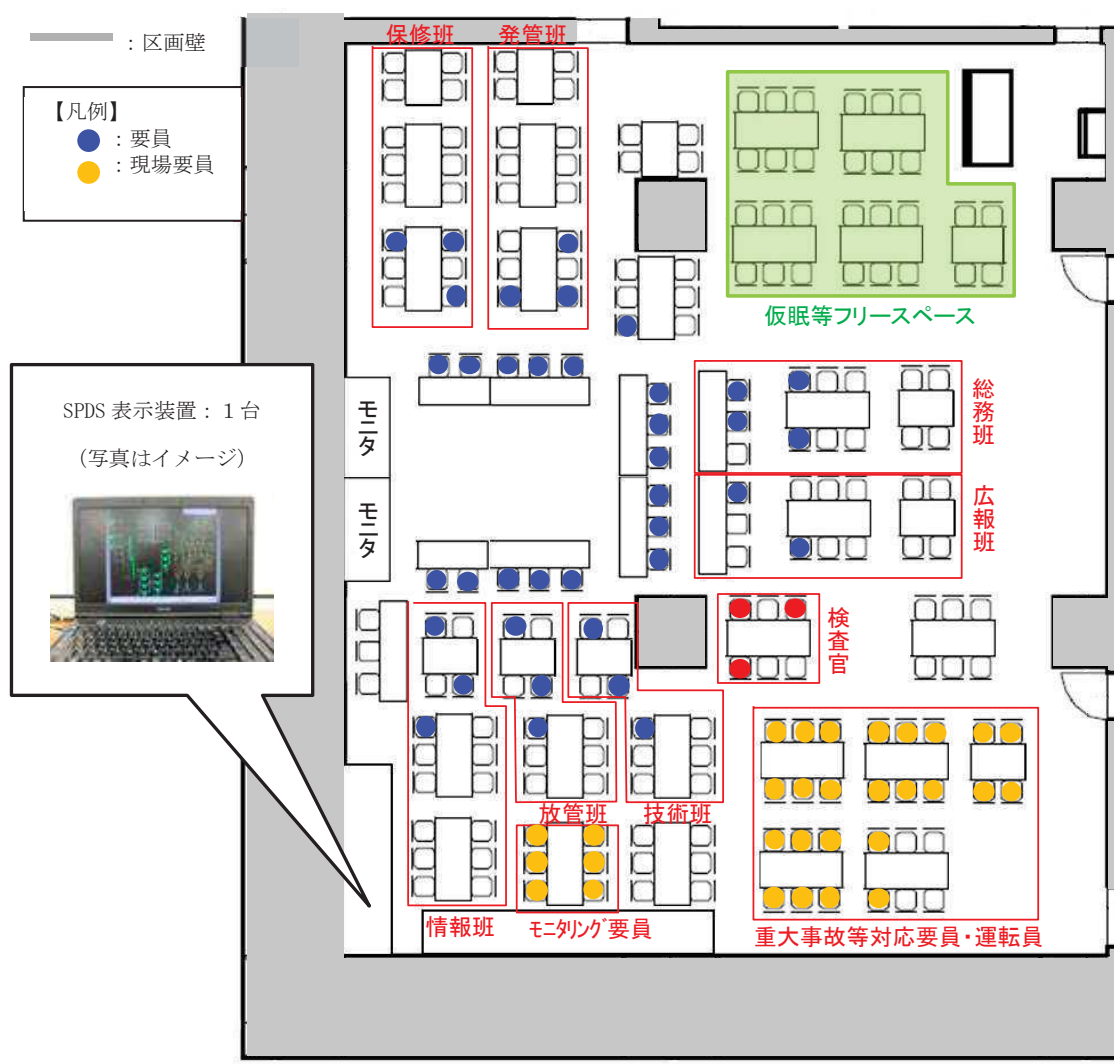 ：区画壁
【凡例】
：要員
：現場要員
保修班
発管班
仮眠等フリースペース
SPDS 表示装置：１台
（写真はイメージ）
モニタ
モニタ
総務班
広報班
検査官
放管班
技術班
情報班
モニタリング要員
重大事故等対応要員・運転員